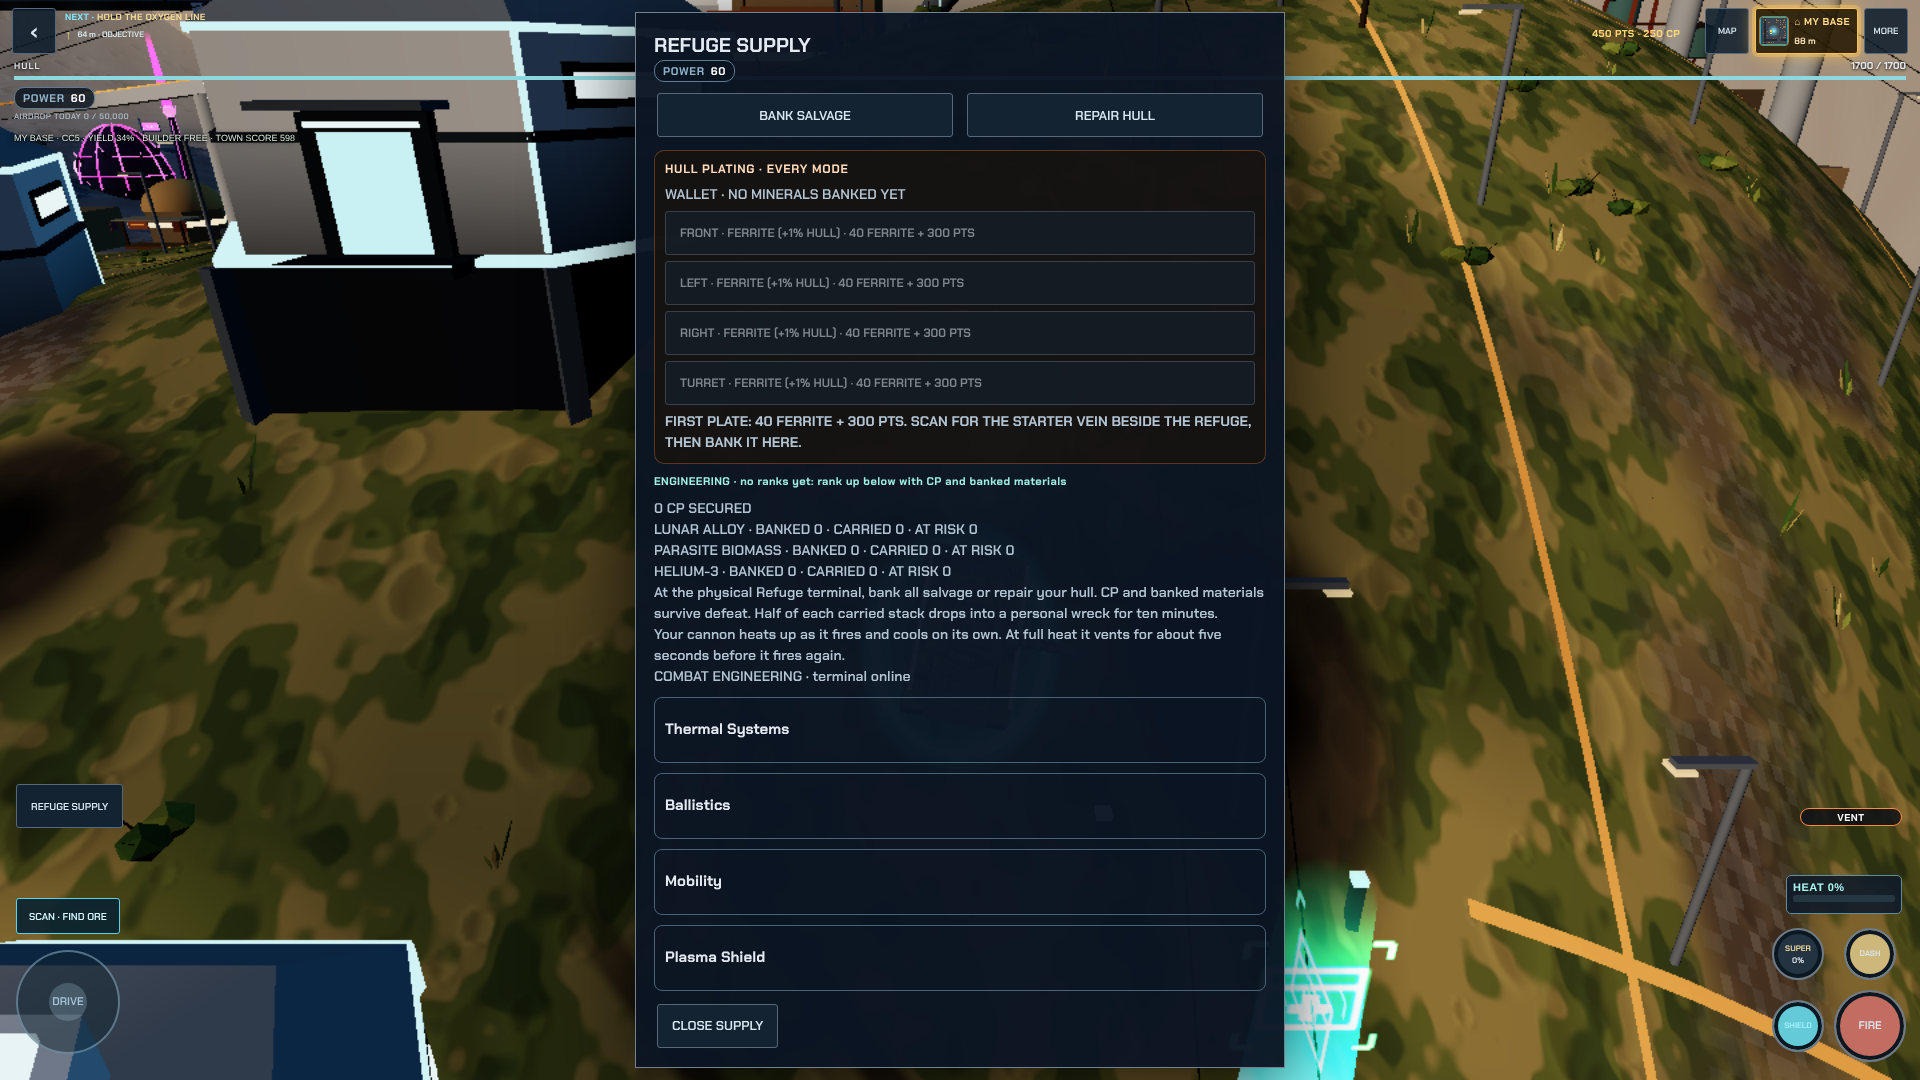 NEXT · HOLD THE OXYGEN LINE
64 m · OBJECTIVE
HULL
POWER 60
AIRDROP TODAY 0 / 50,000
MY BASE · CC5 · YIELD 34% · BUILDER FREE · TOWN SCORE 598
450 PTS · 250 CP
MAP
⌂ MY BASE
88 m
MORE
1700 / 1700
REFUGE SUPPLY
POWER 60
BANK SALVAGE
REPAIR HULL
HULL PLATING · EVERY MODE
WALLET · NO MINERALS BANKED YET
FRONT · FERRITE (+1% HULL) · 40 FERRITE + 300 PTS
LEFT · FERRITE (+1% HULL) · 40 FERRITE + 300 PTS
RIGHT · FERRITE (+1% HULL) · 40 FERRITE + 300 PTS
TURRET · FERRITE (+1% HULL) · 40 FERRITE + 300 PTS
FIRST PLATE: 40 FERRITE + 300 PTS. SCAN FOR THE STARTER VEIN BESIDE THE REFUGE,
THEN BANK IT HERE.
ENGINEERING · no ranks yet: rank up below with CP and banked materials
0 CP SECURED
LUNAR ALLOY · BANKED 0 · CARRIED 0 · AT RISK 0
PARASITE BIOMASS · BANKED 0 · CARRIED 0 · AT RISK 0
HELIUM-3 · BANKED 0 · CARRIED 0 · AT RISK 0
At the physical Refuge terminal, bank all salvage or repair your hull. CP and banked materials
survive defeat. Half of each carried stack drops into a personal wreck for ten minutes.
Your cannon heats up as it fires and cools on its own. At full heat it vents for about five
seconds before it fires again.
COMBAT ENGINEERING · terminal online
Thermal Systems
Ballistics
Mobility
Plasma Shield
CLOSE SUPPLY
REFUGE SUPPLY
SCAN · FIND ORE
DRIVE
VENT
HEAT 0%
SUPER
0%
DASH
SHIELD
FIRE